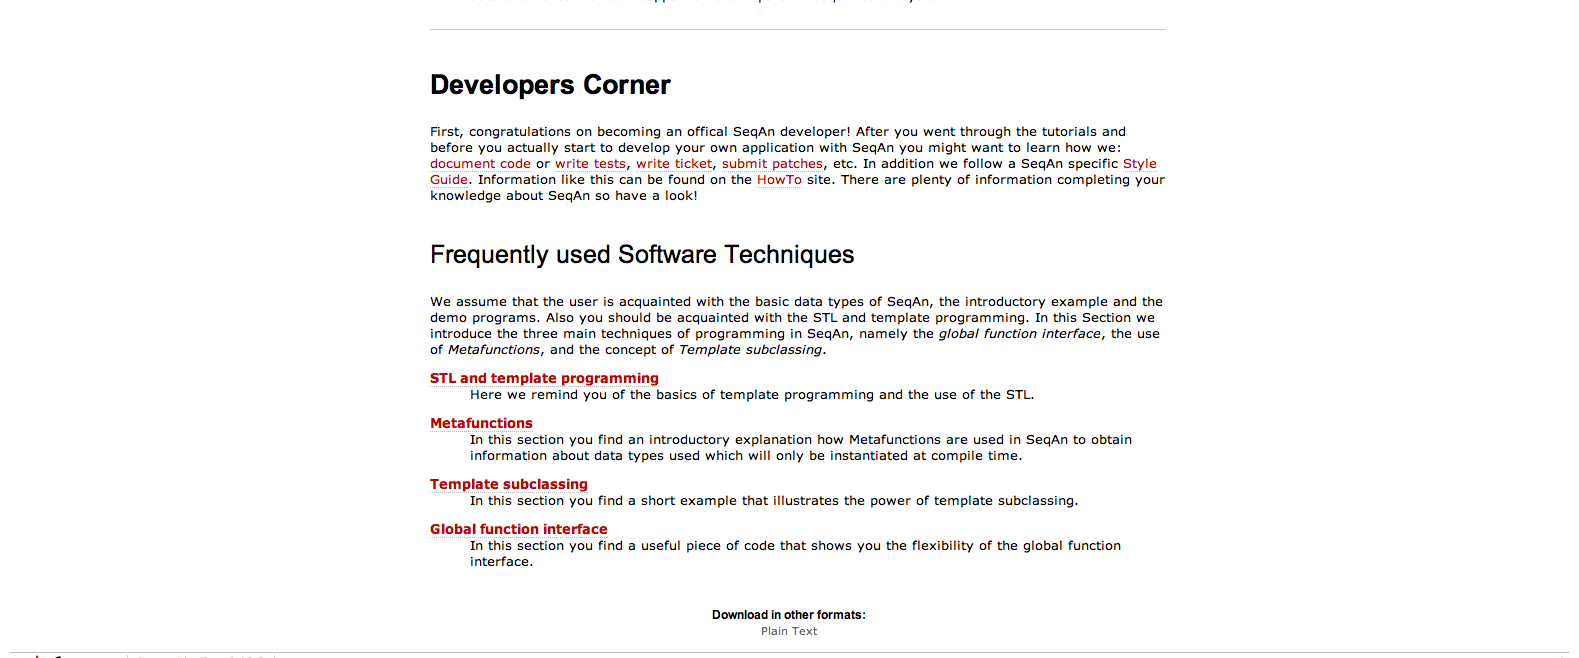 Developers Corner
First, congratulations on becoming an offical SeqAn developer! After you went through the tutorials and
before you actually start to develop your own application with SeqAn you might want to learn how we:
document code or write tests, write ticket, submit patches, etc. In addition we follow a SeqAn specific Style
Guide. Information like this can be found on the HowTo site. There are plenty of information completing your
knowledge about SeqAn so have a look!
Frequently used Software Techniques
We assume that the user is acquainted with the basic data types of SeqAn, the introductory example and the
demo programs. Also you should be acquainted with the STL and template programming. In this Section we
introduce the three main techniques of programming in SeqAn, namely the global function interface, the use
of Metafunctions, and the concept of Template subclassing.
STL and template programming
Here we remind you of the basics of template programming and the use of the STL.
Metafunctions
In this section you find an introductory explanation how Metafunctions are used in SeqAn to obtain
information about data types used which will only be instantiated at compile time.
Template subclassing
In this section you find a short example that illustrates the power of template subclassing.
Global function interface
In this section you find a useful piece of code that shows you the flexibility of the global function
interface.
Download in other formats:
Plain Text